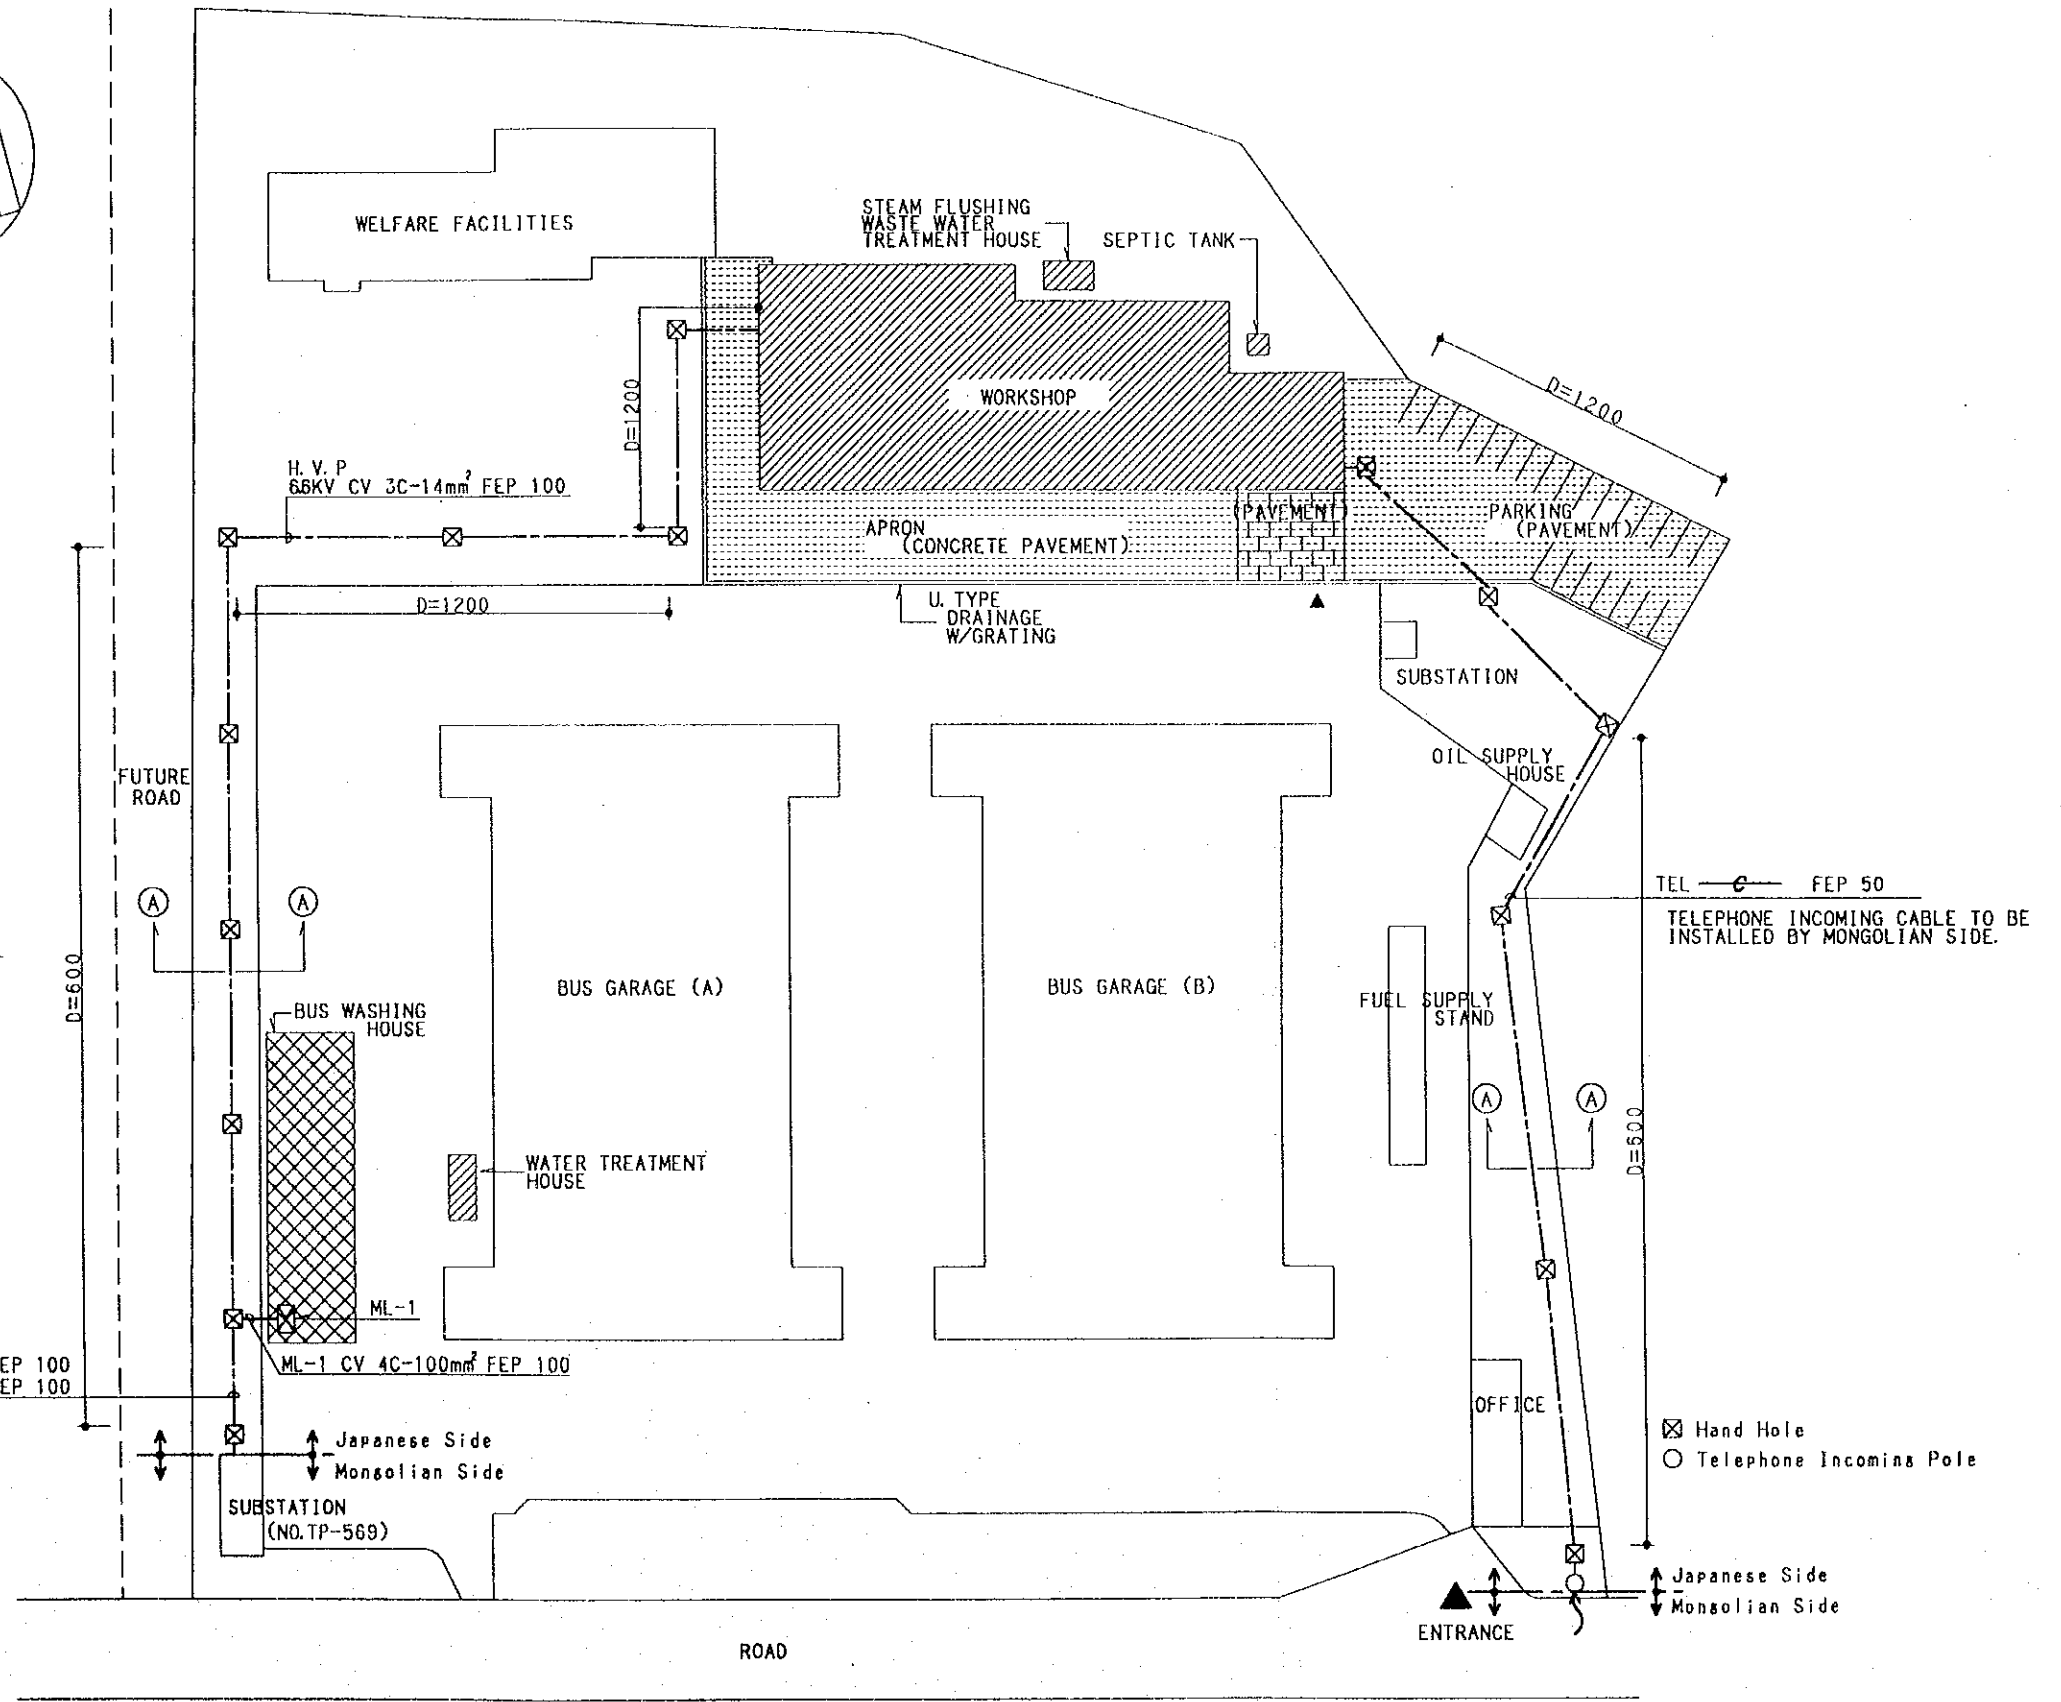 WELFARE FACILITIES
STEAM FLUSHING
WASTE WATER
TREATMENT HOUSE
SEPTIC TANK
D=1200
WORKSHOP
D=1200
H. V. P
6.6KV CV 3C-14mm² FEP 100
APRON
(CONCRETE PAVEMENT)
(PAVEMENT)
PARKING
(PAVEMENT)
D=1200
U. TYPE
DRAINAGE
W/GRATING
SUBSTATION
OIL SUPPLY
HOUSE
FUTURE
ROAD
A
A
TEL C FEP 50
TELEPHONE INCOMING CABLE TO BE
INSTALLED BY MONGOLIAN SIDE.
D=600
BUS GARAGE (A)
BUS GARAGE (B)
FUEL SUPPLY
STAND
BUS WASHING
HOUSE
A
A
D=600
WATER TREATMENT
HOUSE
ML-1
ML-1 CV 4C-100mm² FEP 100
EP 100
EP 100
OFFICE
Hand Hole
Telephone Incoming Pole
Japanese Side
Mongolian Side
SUBSTATION
(NO.TP-569)
Japanese Side
Mongolian Side
ENTRANCE
ROAD